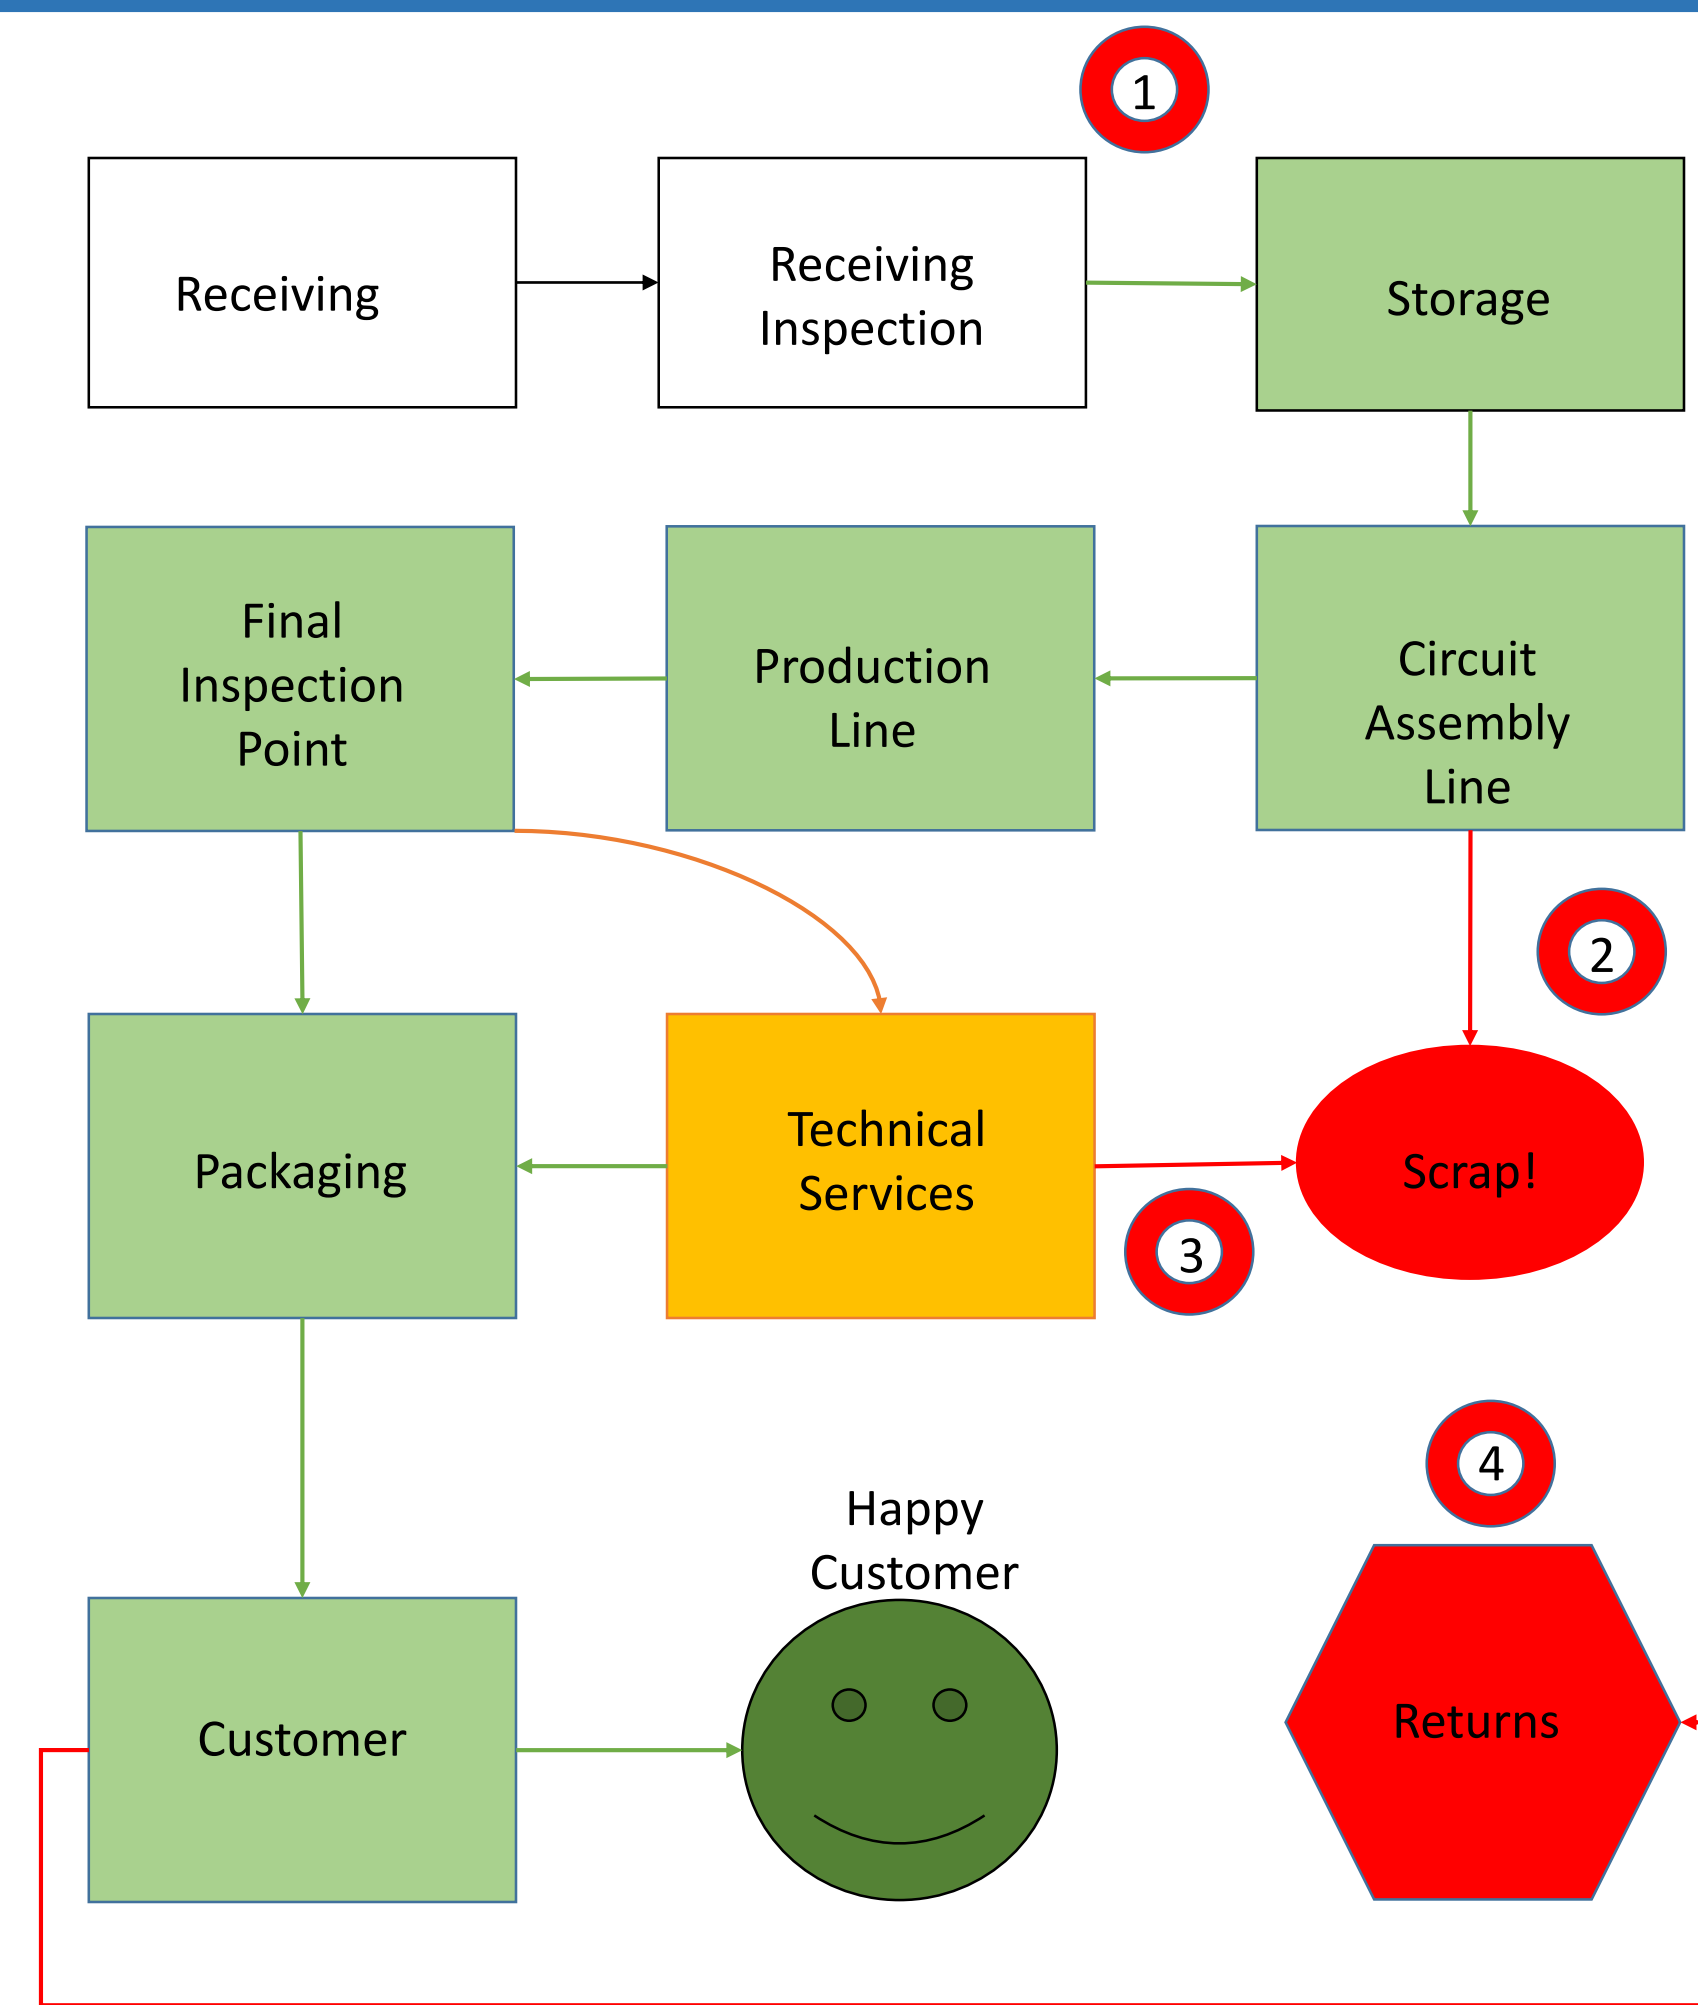 1
Receiving
Receiving
Inspection
Storage
Final
Inspection
Point
Production
Line
Circuit
Assembly
Line
2
Packaging
Technical
Services
Scrap!
3
4
Happy
Customer
Customer
Returns